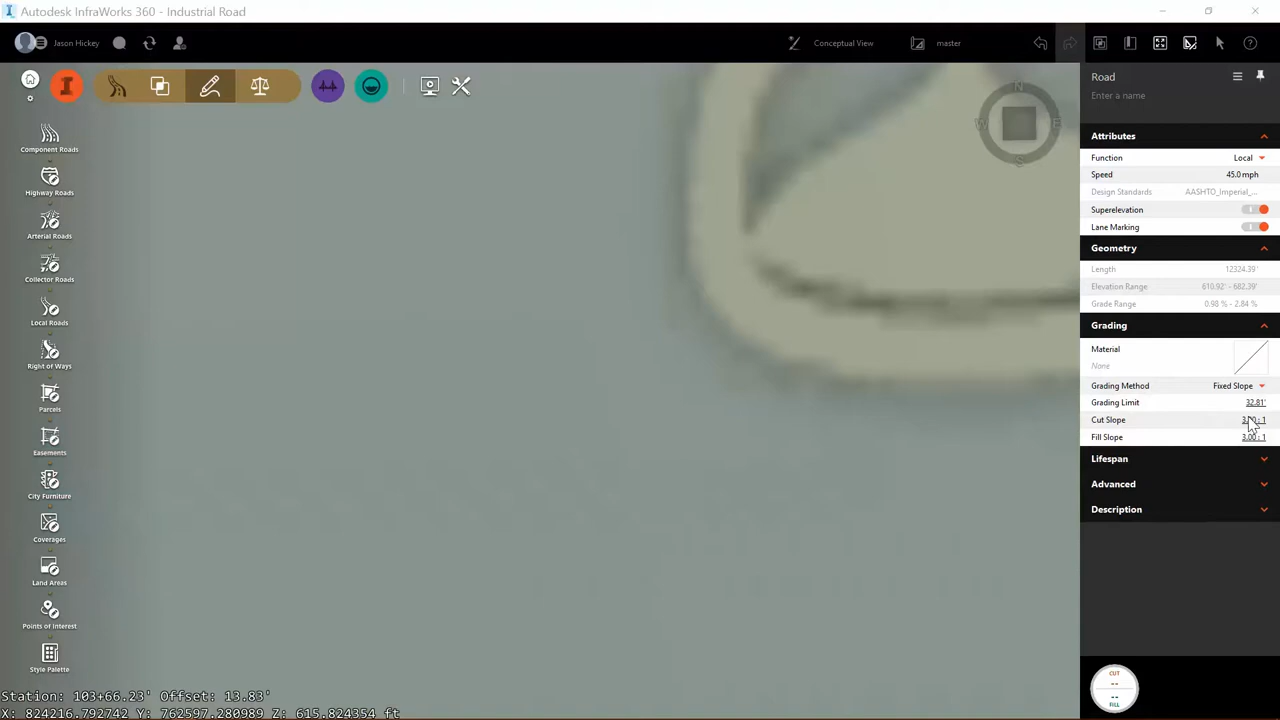 Autodesk InfraWorks 360 - Industrial Road
Jason Hickey
Conceptual View
master
Road
Enter a name
N
W
E
S
Attributes
Function Local
Speed 45.0 mph
Design Standards AASHTO_Imperial_...
Superelevation
Lane Marking
Geometry
Length 12324.39'
Elevation Range 610.92' - 682.39'
Grade Range 0.98 % - 2.84 %
Grading
Material
None
Grading Method Fixed Slope
Grading Limit 32.81'
Cut Slope
Fill Slope 3.00 : 1
Lifespan
Advanced
Description
Component Roads
Highway Roads
Arterial Roads
Collector Roads
Local Roads
Right of Ways
Parcels
Easements
City Furniture
Coverages
Land Areas
Points of Interest
Style Palette
CUT
--
--
FILL
Station: 103+66.23' Offset: 13.83'
X: 824216.792742 Y: 762597.280989 Z: 615.824354 ft